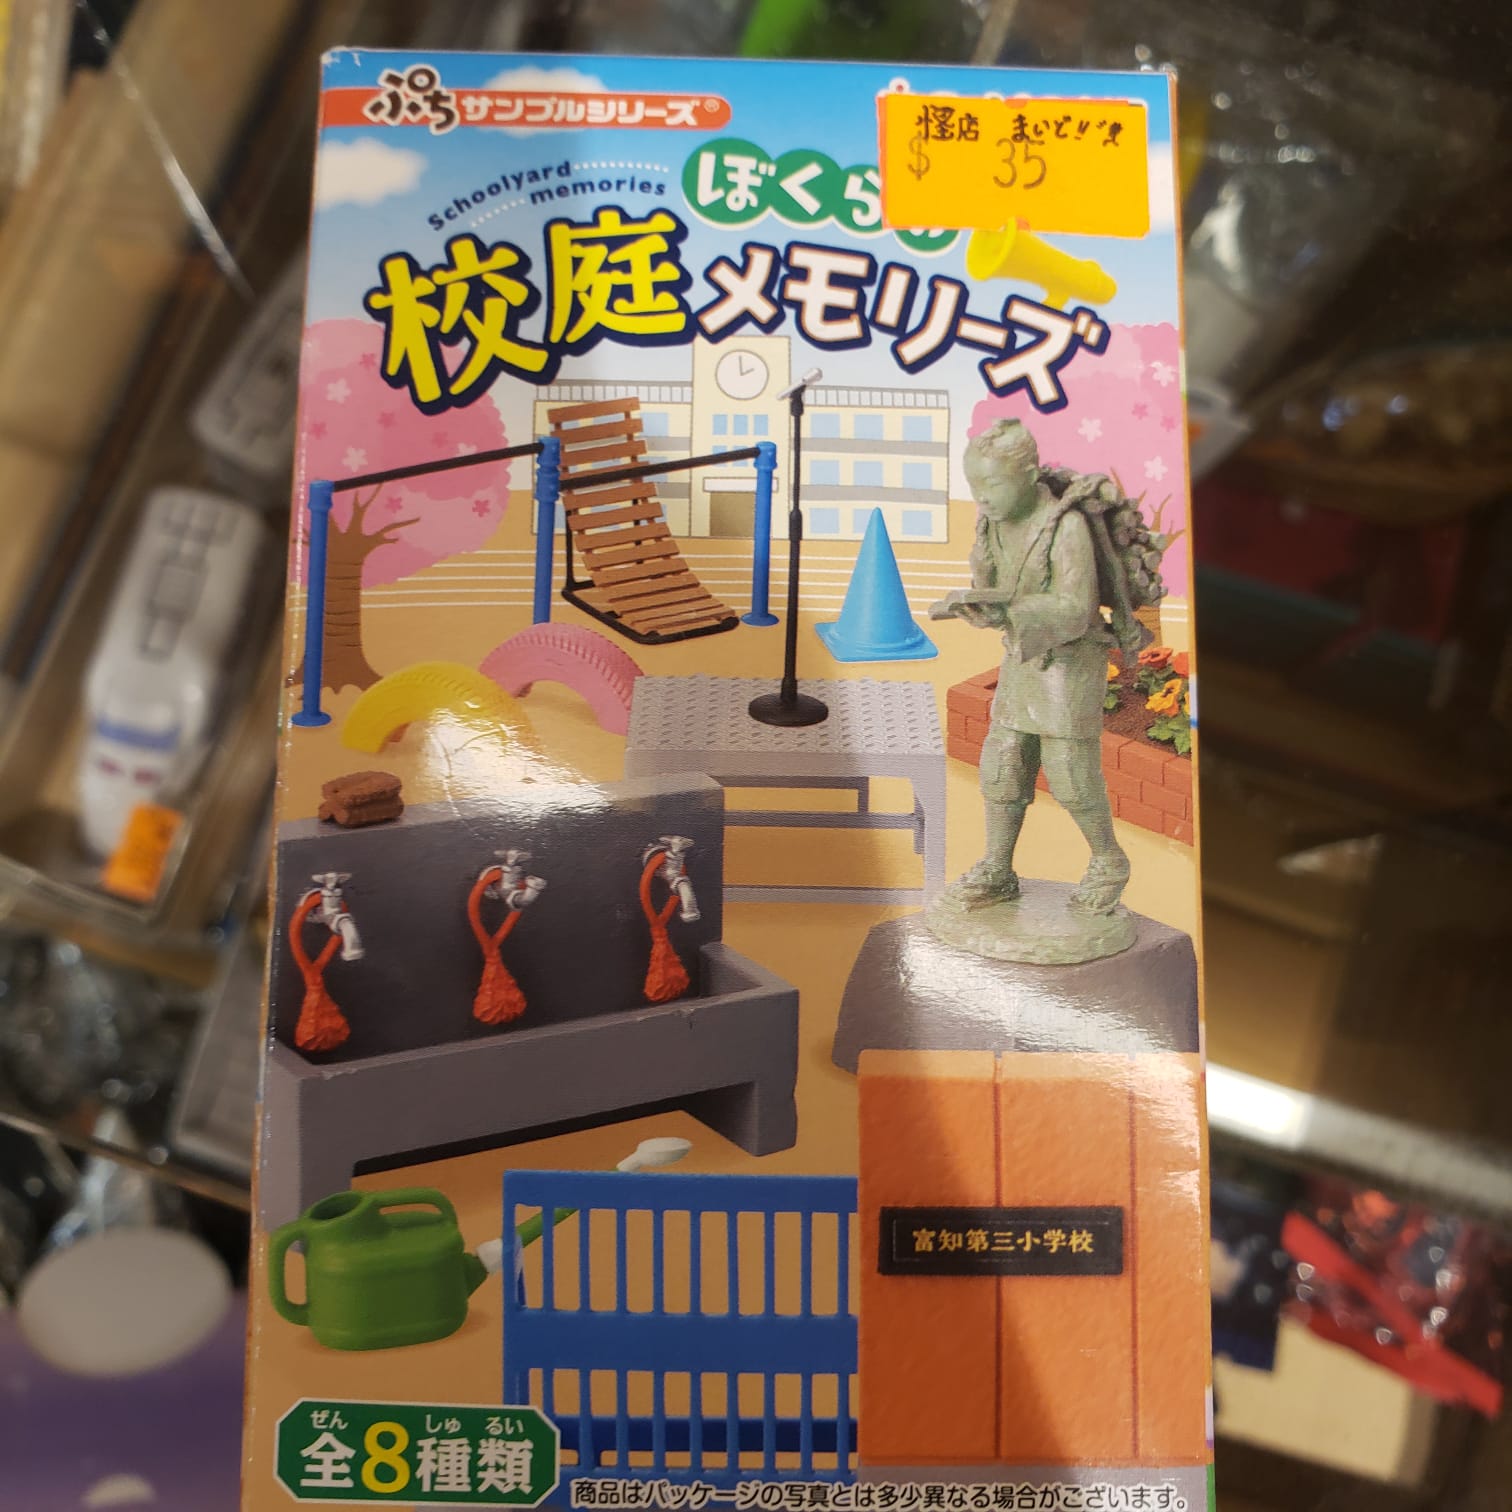 ぷちサンプルシリーズ®
怪店 まいどり
$ 35
Schoolyard
memories
ぼくらの
校庭メモリーズ
富知第三小学校
ぜん しゅ るい
全8種類
商品はパッケージの写真とは多少異なる場合がございます。